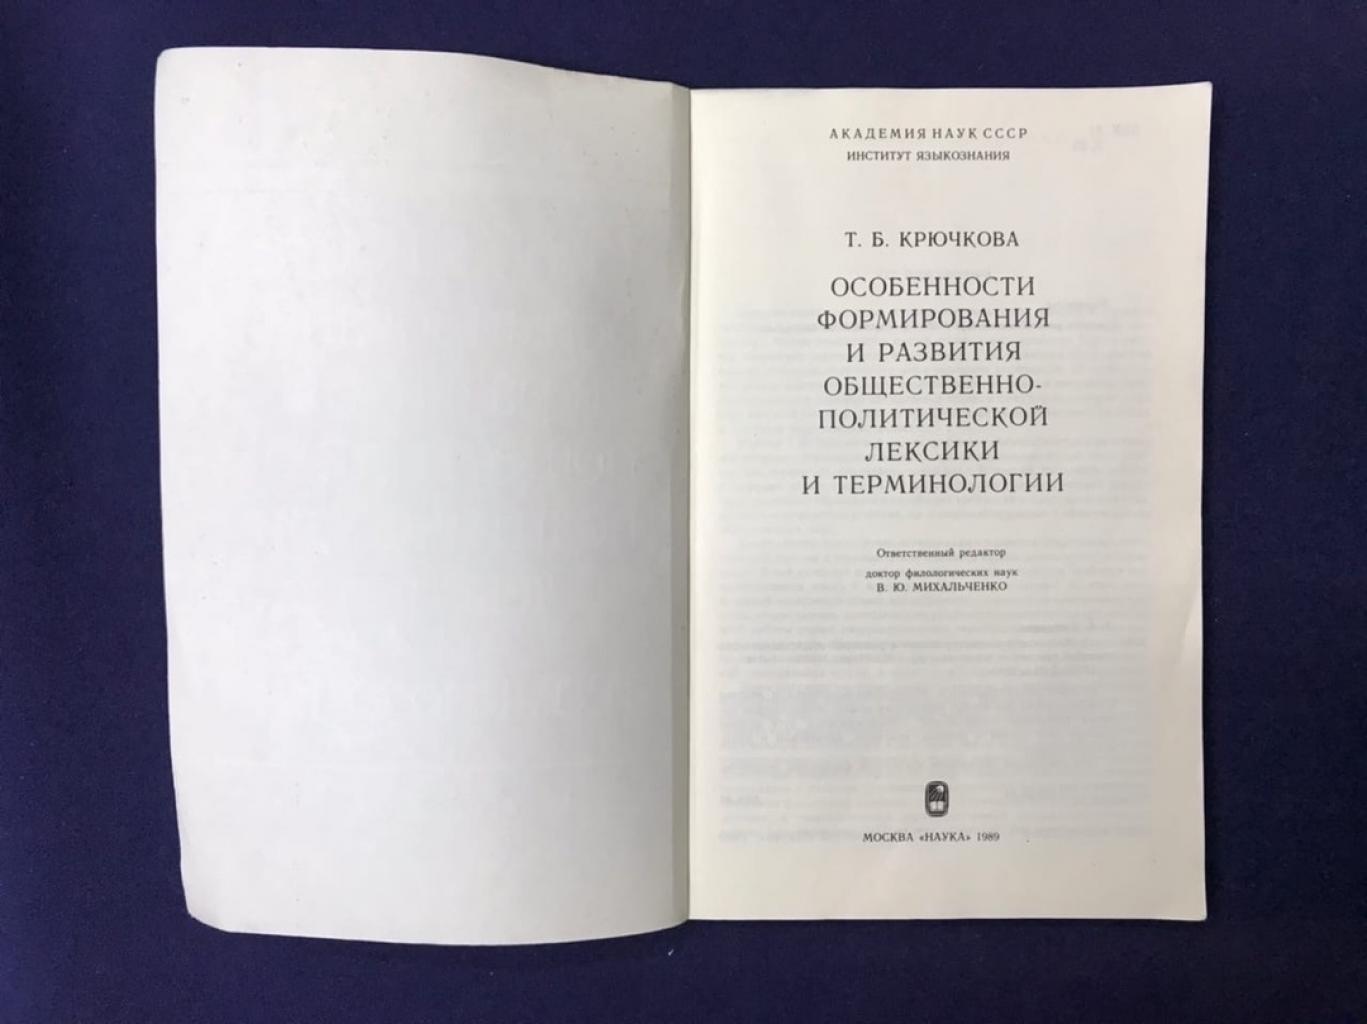 АКАДЕМИЯ НАУК СССР
ИНСТИТУТ ЯЗЫКОЗНАНИЯ
Т. Б. КРЮЧКОВА
ОСОБЕННОСТИ
ФОРМИРОВАНИЯ
И РАЗВИТИЯ
ОБЩЕСТВЕННО-
ПОЛИТИЧЕСКОЙ
ЛЕКСИКИ
И ТЕРМИНОЛОГИИ
Ответственный редактор
доктор филологических наук
В. Ю. МИХАЛЬЧЕНКО
МОСКВА «НАУКА» 1989